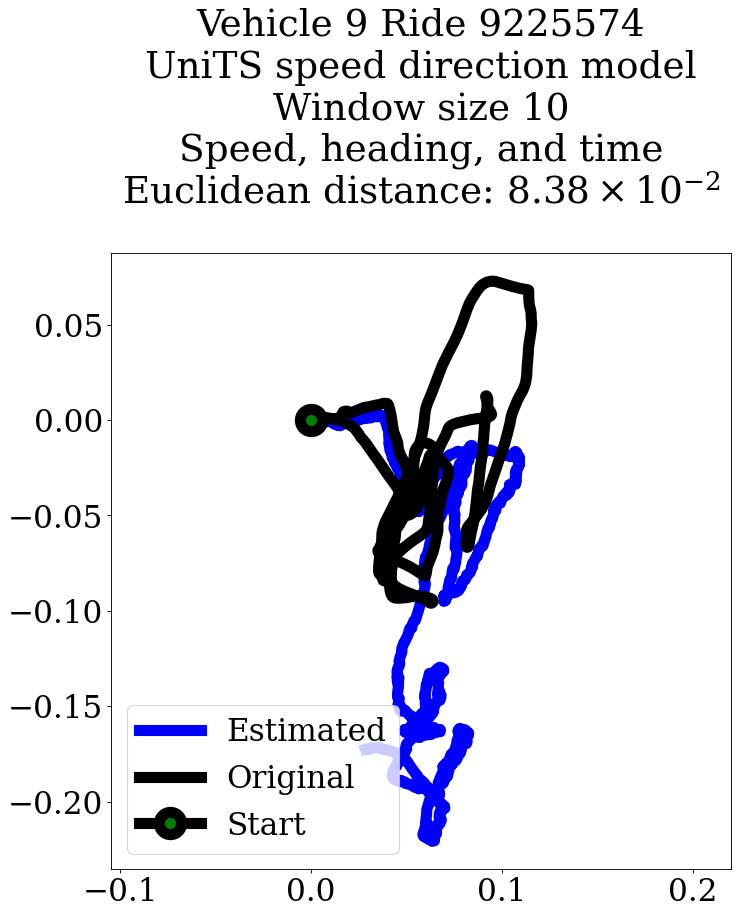 Vehicle 9 Ride 9225574
UniTS speed direction model
Window size 10
Speed, heading, and time
Euclidean distance: 8.38 × 10⁻²
0.05
0.00
−0.05
−0.10
−0.15
−0.20
Estimated
Original
Start
−0.1 0.0 0.1 0.2